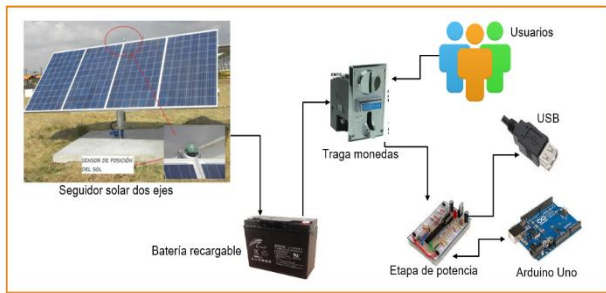 Usuarios
USB
Traga monedas
SENSOR DE POSICIÓN
DEL SOL
Seguidor solar dos ejes
Batería recargable
Etapa de potencia
Arduino Uno